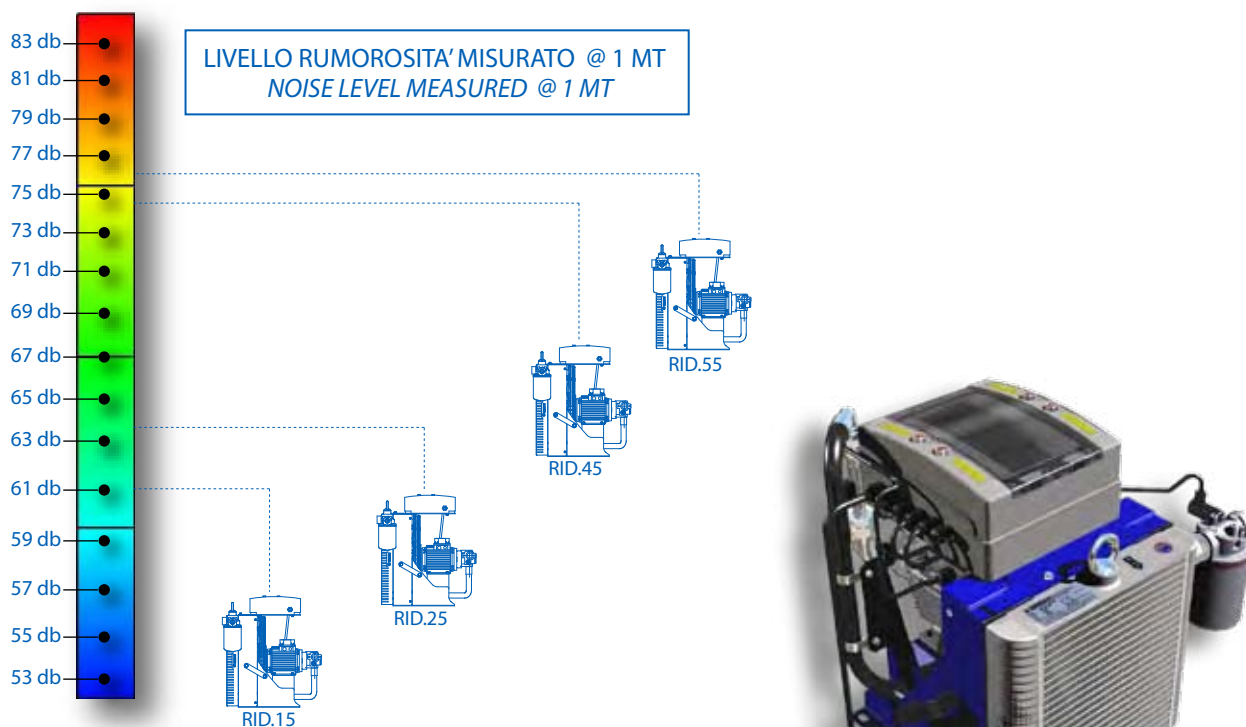 LIVELLO RUMOROSITA’ MISURATO @ 1 MT
NOISE LEVEL MEASURED @ 1 MT
83 db
81 db
79 db
77 db
75 db
73 db
71 db
69 db
67 db
65 db
63 db
61 db
59 db
57 db
55 db
53 db
RID.55
RID.45
RID.25
RID.15